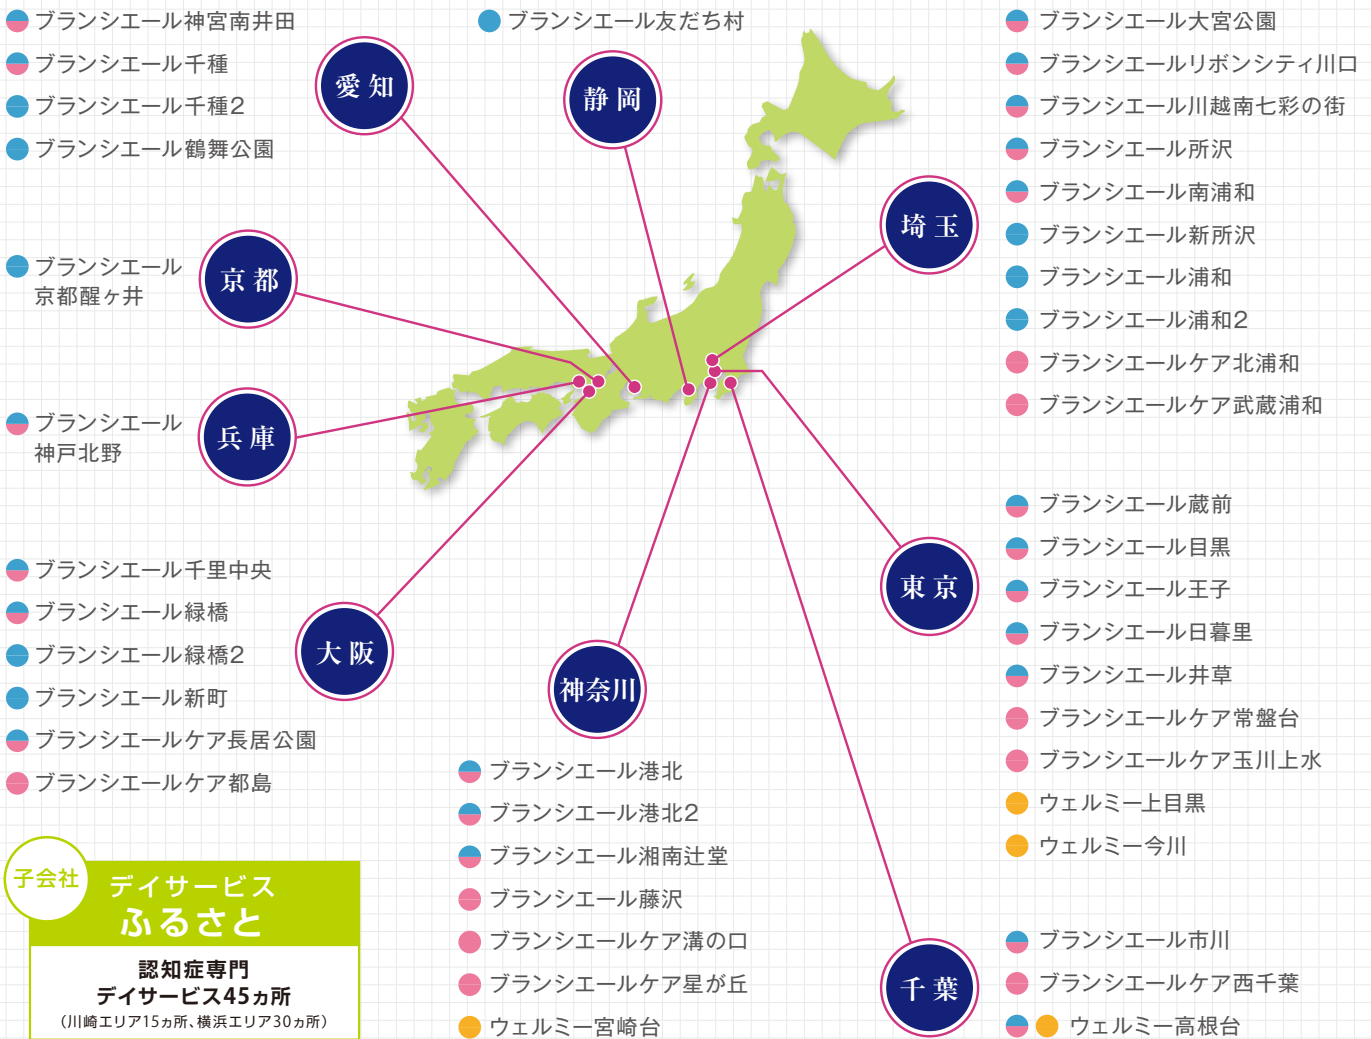 ブランシエール神宮南井田
ブランシエール千種
ブランシエール千種2
ブランシエール鶴舞公園
愛知
ブランシエール友だち村
静岡
ブランシエール大宮公園
ブランシエールリボンシティ川口
ブランシエール川越南七彩の街
ブランシエール所沢
ブランシエール南浦和
ブランシエール新所沢
ブランシエール浦和
ブランシエール浦和2
ブランシエールケア北浦和
ブランシエールケア武蔵浦和
埼玉
ブランシエール
京都醒ヶ井
京都
ブランシエール
神戸北野
兵庫
ブランシエール千里中央
ブランシエール緑橋
ブランシエール緑橋2
ブランシエール新町
ブランシエールケア長居公園
ブランシエールケア都島
大阪
神奈川
ブランシエール港北
ブランシエール港北2
ブランシエール湘南辻堂
ブランシエール藤沢
ブランシエールケア溝の口
ブランシエールケア星が丘
ウェルミー宮崎台
東京
ブランシエール蔵前
ブランシエール目黒
ブランシエール王子
ブランシエール日暮里
ブランシエール井草
ブランシエールケア常盤台
ブランシエールケア玉川上水
ウェルミー上目黒
ウェルミー今川
千葉
ブランシエール市川
ブランシエールケア西千葉
ウェルミー高根台
子会社
デイサービス
ふるさと
認知症専門
デイサービス45ヵ所
(川崎エリア15ヵ所、横浜エリア30ヵ所)